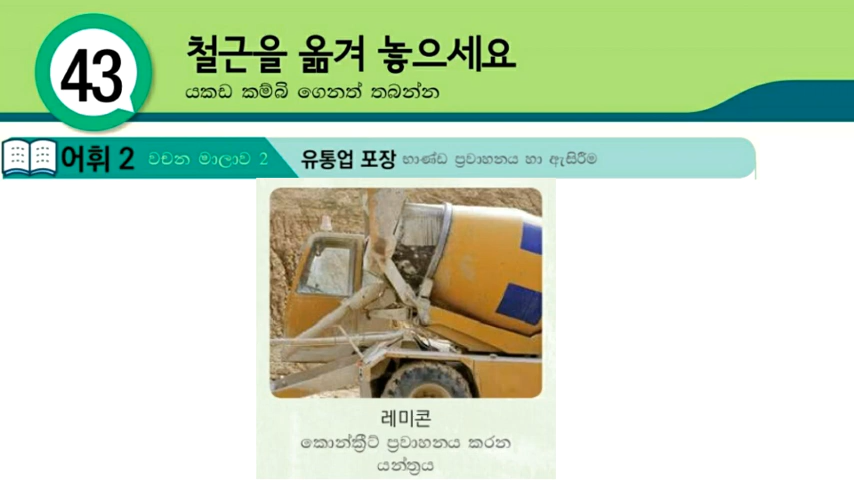 43
철근을 옮겨 놓으세요
යකඩ කම්බි ගෙනත් තබන්න
어휘 2 වචන මාලාව 2 유통업 포장 භාණ්ඩ ප්‍රවාහනය හා ඇසිරීම
레미콘
කොන්ක්‍රීට් ප්‍රවාහනය කරන
යන්ත්‍රය